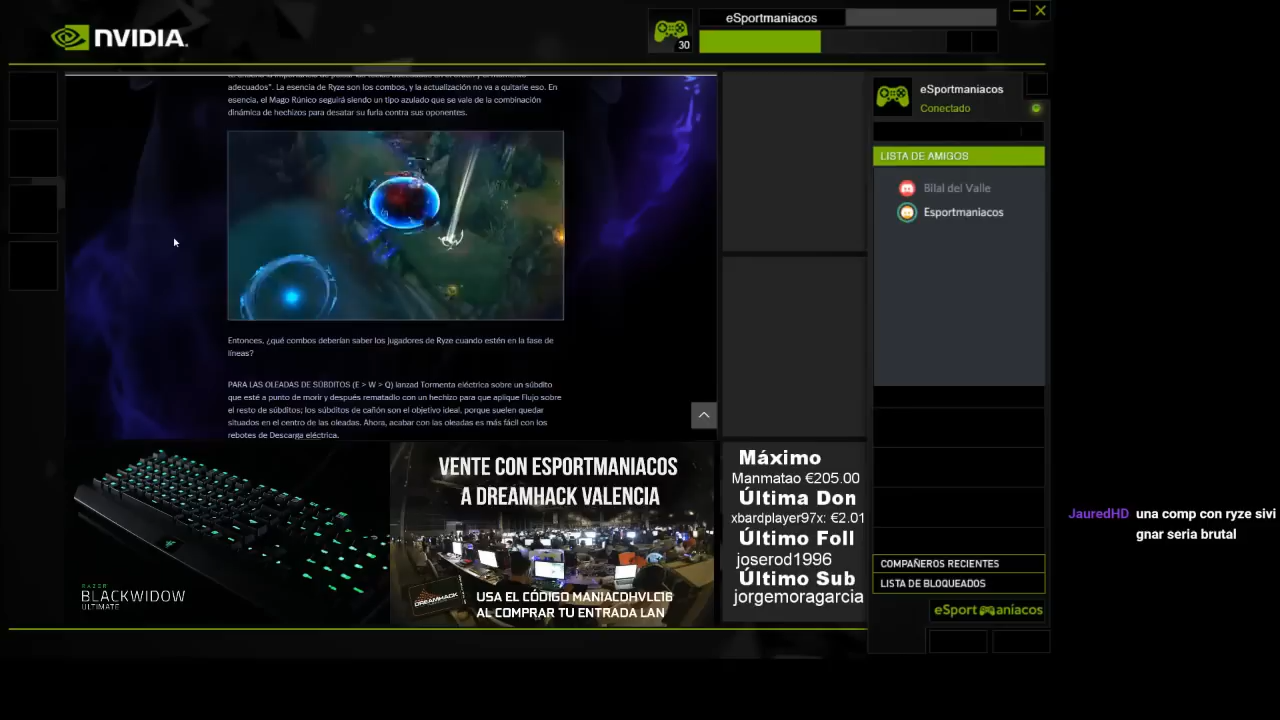 NVIDIA.
eSportmaniacos
30
adecuados". La esencia de Ryze son los combos, y la actualización no va a quitarle eso. En
esencia, el Mago Rúnico seguirá siendo un tipo azulado que se vale de la combinación
dinámica de hechizos para desatar su furia contra sus oponentes.
Entonces, ¿qué combos deberían saber los jugadores de Ryze cuando estén en la fase de
líneas?
PARA LAS OLEADAS DE SÚBDITOS (E > W > Q) lanzad Tormenta eléctrica sobre un súbdito
que esté a punto de morir y después rematadlo con un hechizo para que aplique Flujo sobre
el resto de súbditos; los súbditos de cañón son el objetivo ideal, porque suelen quedar
situados en el centro de las oleadas. Ahora, acabar con las oleadas es más fácil con los
rebotes de Descarga eléctrica.
eSportmaniacos
Conectado
LISTA DE AMIGOS
Bilal del Valle
Esportmaniacos
RAZER
BLACKWIDOW
ULTIMATE
VENTE CON ESPORTMANIACOS
A DREAMHACK VALENCIA
DREAMHACK
USA EL CÓDIGO MANIACDHVLC16
AL COMPRAR TU ENTRADA LAN
Máximo
Manmatao €205.00
Última Don
xbardplayer97x: €2.01
Último Foll
joserod1996
Último Sub
jorgemoragarcia
COMPAÑEROS RECIENTES
LISTA DE BLOQUEADOS
eSportmaníacos
JauredHD una comp con ryze sivi
gnar seria brutal